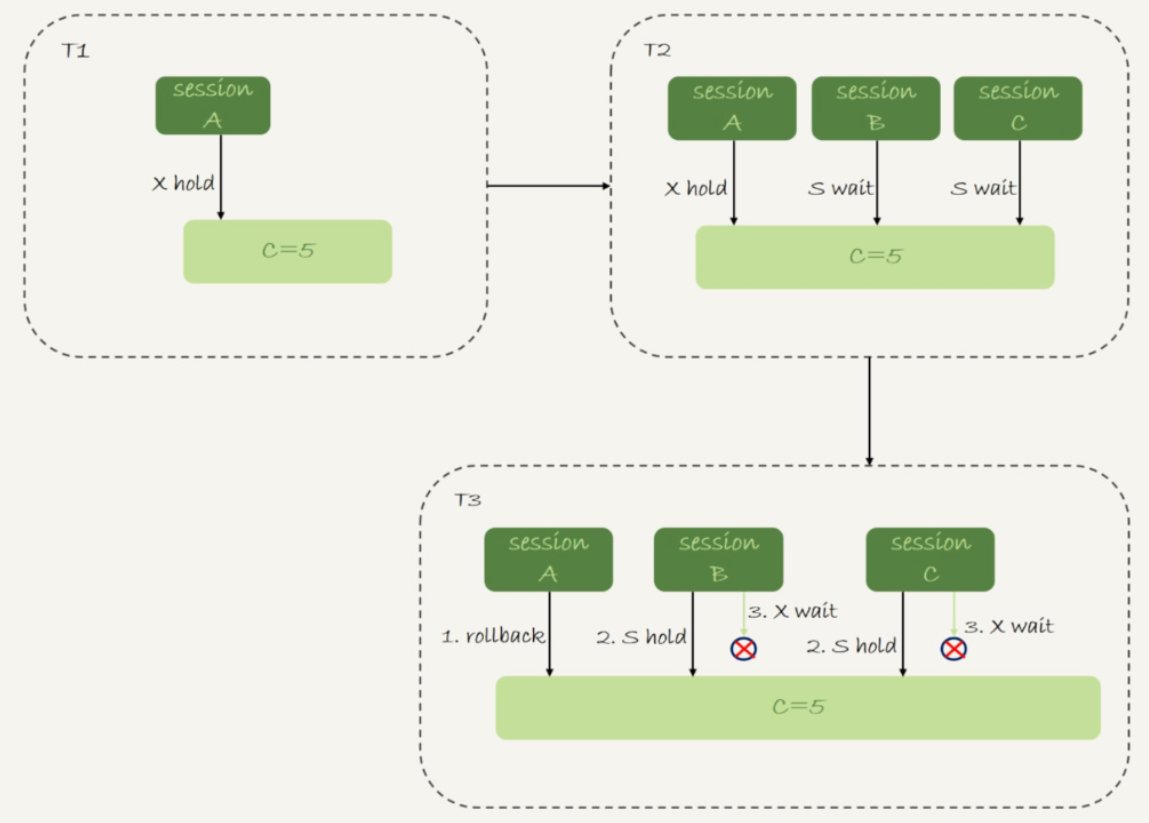 T1
session
A
X hold
C=5
T2
session
A
session
B
session
C
X hold
S wait
S wait
C=5
T3
session
A
session
B
session
C
1. rollback
2. S hold
3. X wait
2. S hold
3. X wait
C=5